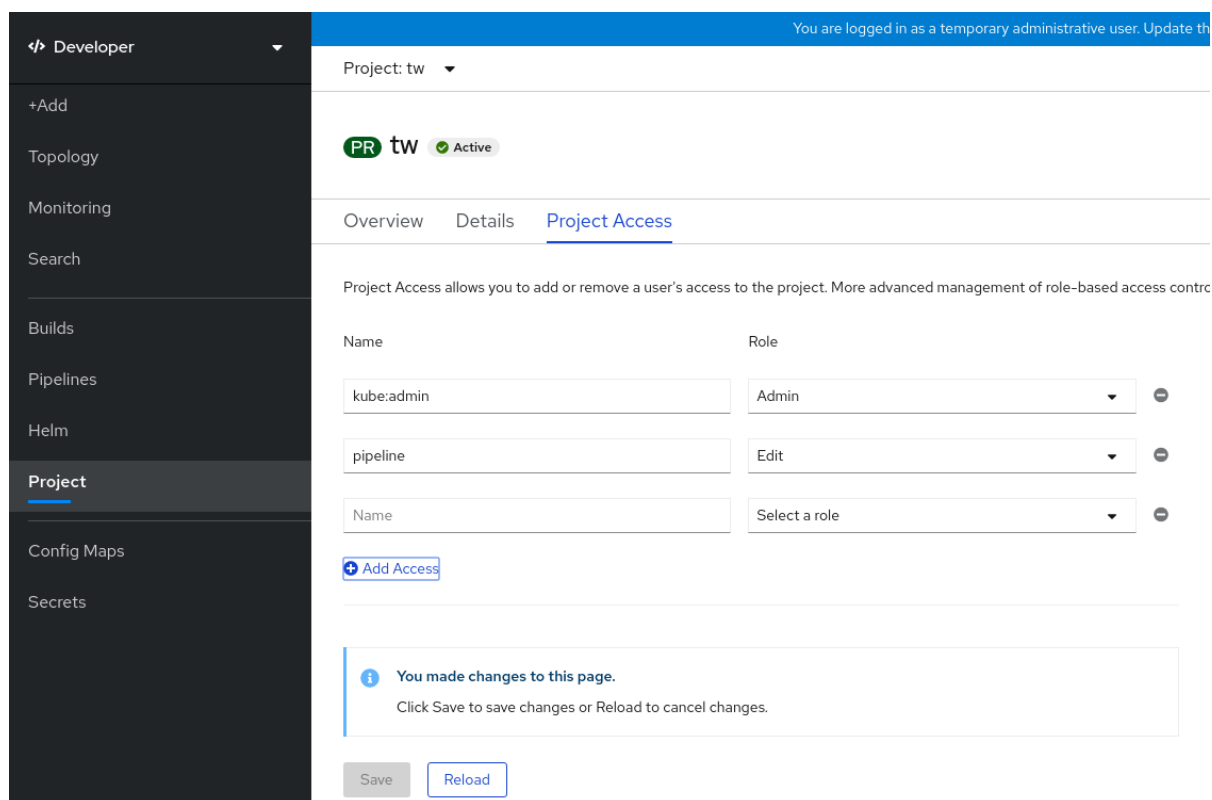 Developer
You are logged in as a temporary administrative user. Update th
Project: tw
+Add
Topology
Monitoring
Search
Builds
Pipelines
Helm
Project
Config Maps
Secrets
PR tw Active
Overview Details Project Access
Project Access allows you to add or remove a user's access to the project. More advanced management of role-based access contro
Name Role
kube:admin Admin
pipeline Edit
Name Select a role
Add Access
You made changes to this page.
Click Save to save changes or Reload to cancel changes.
Save Reload